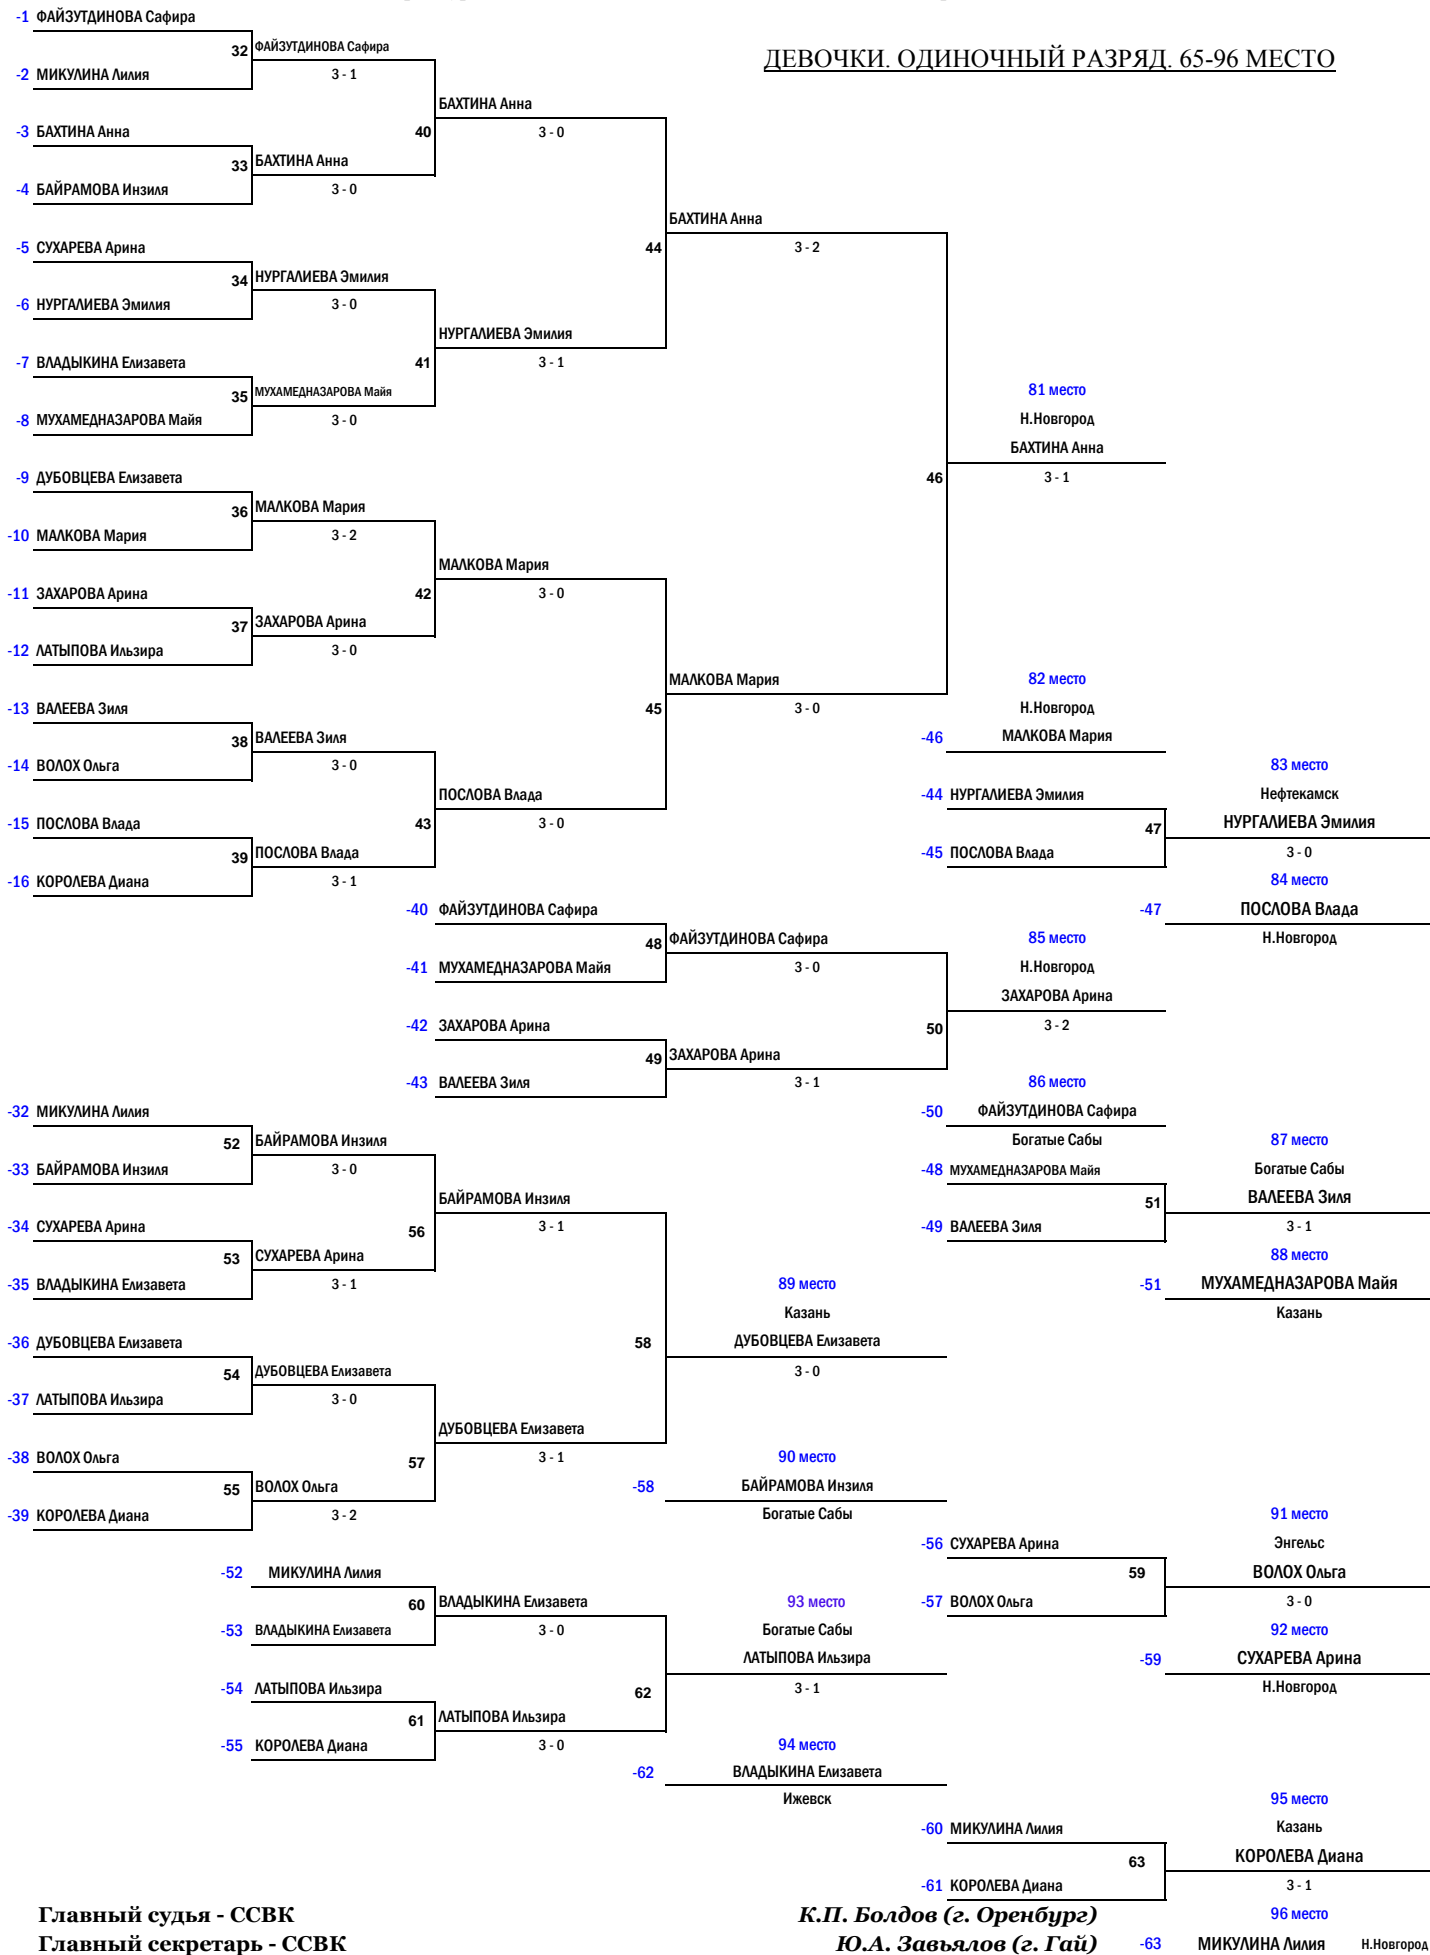 -1 ФАЙЗУТДИНОВА Сафира
32 ФАЙЗУТДИНОВА Сафира
ДЕВОЧКИ. ОДИНОЧНЫЙ РАЗРЯД. 65-96 МЕСТО
-2 МИКУЛИНА Лилия 3 - 1
БАХТИНА Анна
-3 БАХТИНА Анна 40 3 - 0
33 БАХТИНА Анна
-4 БАЙРАМОВА Инзиля 3 - 0
БАХТИНА Анна
-5 СУХАРЕВА Арина 44 3 - 2
34 НУРГАЛИЕВА Эмилия
-6 НУРГАЛИЕВА Эмилия 3 - 0
НУРГАЛИЕВА Эмилия
-7 ВЛАДЫКИНА Елизавета 41 3 - 1
35 МУХАМЕДНАЗАРОВА Майя 81 место
-8 МУХАМЕДНАЗАРОВА Майя 3 - 0 Н.Новгород
БАХТИНА Анна
-9 ДУБОВЦЕВА Елизавета 46 3 - 1
36 МАЛКОВА Мария
-10 МАЛКОВА Мария 3 - 2
МАЛКОВА Мария
-11 ЗАХАРОВА Арина 42 3 - 0
37 ЗАХАРОВА Арина
-12 ЛАТЫПОВА Ильзира 3 - 0
МАЛКОВА Мария 82 место
-13 ВАЛЕЕВА Зиля 45 3 - 0 Н.Новгород
38 ВАЛЕЕВА Зиля -46 МАЛКОВА Мария
-14 ВОЛОХ Ольга 3 - 0 83 место
ПОСЛОВА Влада -44 НУРГАЛИЕВА Эмилия Нефтекамск
-15 ПОСЛОВА Влада 43 3 - 0 47 НУРГАЛИЕВА Эмилия
39 ПОСЛОВА Влада -45 ПОСЛОВА Влада 3 - 0
-16 КОРОЛЕВА Диана 3 - 1 84 место
-40 ФАЙЗУТДИНОВА Сафира -47 ПОСЛОВА Влада
48 ФАЙЗУТДИНОВА Сафира 85 место Н.Новгород
-41 МУХАМЕДНАЗАРОВА Майя 3 - 0 Н.Новгород
ЗАХАРОВА Арина
-42 ЗАХАРОВА Арина 50 3 - 2
49 ЗАХАРОВА Арина
-43 ВАЛЕЕВА Зиля 3 - 1 86 место
-32 МИКУЛИНА Лилия -50 ФАЙЗУТДИНОВА Сафира
52 БАЙРАМОВА Инзиля Богатые Сабы 87 место
-33 БАЙРАМОВА Инзиля 3 - 0 -48 МУХАМЕДНАЗАРОВА Майя Богатые Сабы
БАЙРАМОВА Инзиля 51 ВАЛЕЕВА Зиля
-34 СУХАРЕВА Арина 56 3 - 1 -49 ВАЛЕЕВА Зиля 3 - 1
53 СУХАРЕВА Арина 88 место
-35 ВЛАДЫКИНА Елизавета 3 - 1 89 место -51 МУХАМЕДНАЗАРОВА Майя
Казань Казань
-36 ДУБОВЦЕВА Елизавета 58 ДУБОВЦЕВА Елизавета
54 ДУБОВЦЕВА Елизавета 3 - 0
-37 ЛАТЫПОВА Ильзира 3 - 0
ДУБОВЦЕВА Елизавета
-38 ВОЛОХ Ольга 57 3 - 1 90 место
55 ВОЛОХ Ольга -58 БАЙРАМОВА Инзиля
-39 КОРОЛЕВА Диана 3 - 2 Богатые Сабы 91 место
-56 СУХАРЕВА Арина Энгельс
-52 МИКУЛИНА Лилия 59 ВОЛОХ Ольга
60 ВЛАДЫКИНА Елизавета 93 место -57 ВОЛОХ Ольга 3 - 0
-53 ВЛАДЫКИНА Елизавета 3 - 0 Богатые Сабы 92 место
ЛАТЫПОВА Ильзира -59 СУХАРЕВА Арина
-54 ЛАТЫПОВА Ильзира 62 3 - 1 Н.Новгород
61 ЛАТЫПОВА Ильзира
-55 КОРОЛЕВА Диана 3 - 0 94 место
-62 ВЛАДЫКИНА Елизавета
Ижевск 95 место
-60 МИКУЛИНА Лилия Казань
63 КОРОЛЕВА Диана
-61 КОРОЛЕВА Диана 3 - 1
Главный судья - ССВК К.П. Болдов (г. Оренбург) 96 место
Главный секретарь - ССВК Ю.А. Завьялов (г. Гай) -63 МИКУЛИНА Лилия Н.Новгород